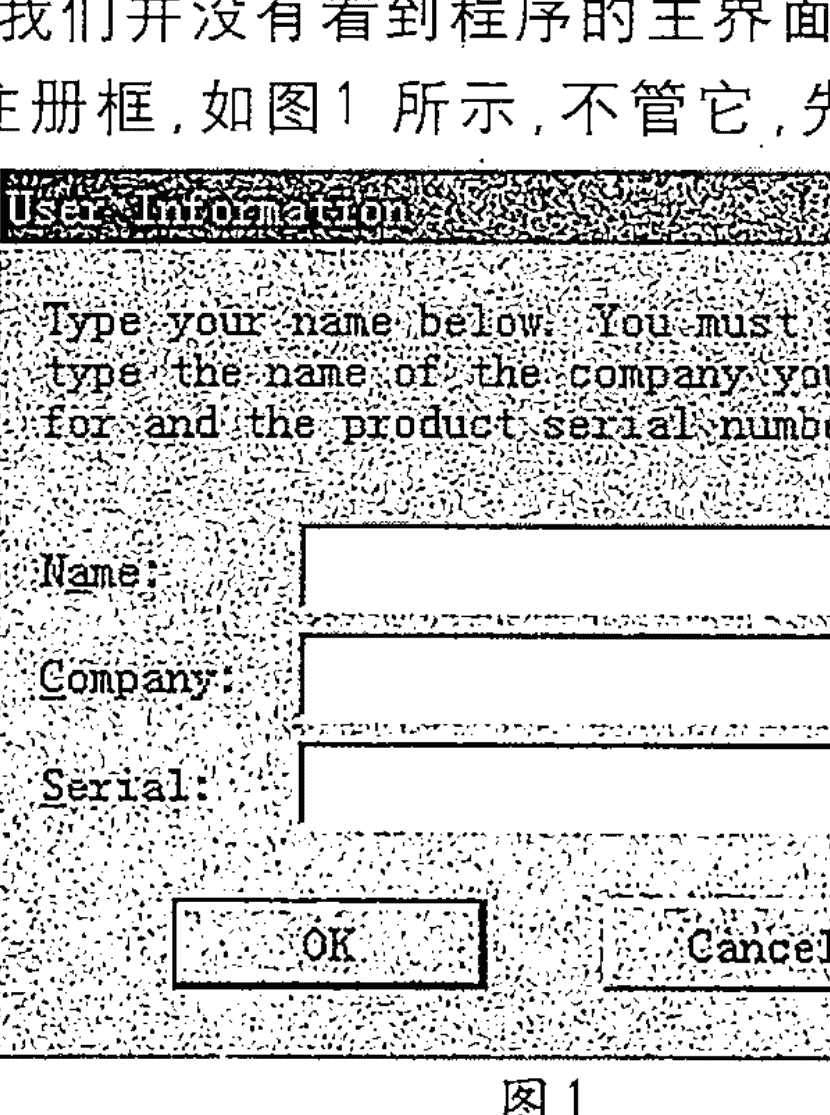 我们并没有看到程序的主界面
注册框,如图1 所示,不管它,先
User Information
Type your name below. You must
type the name of the company you
for and the product serial numbe
Name:
Company:
Serial:
OK
Cancel
图1